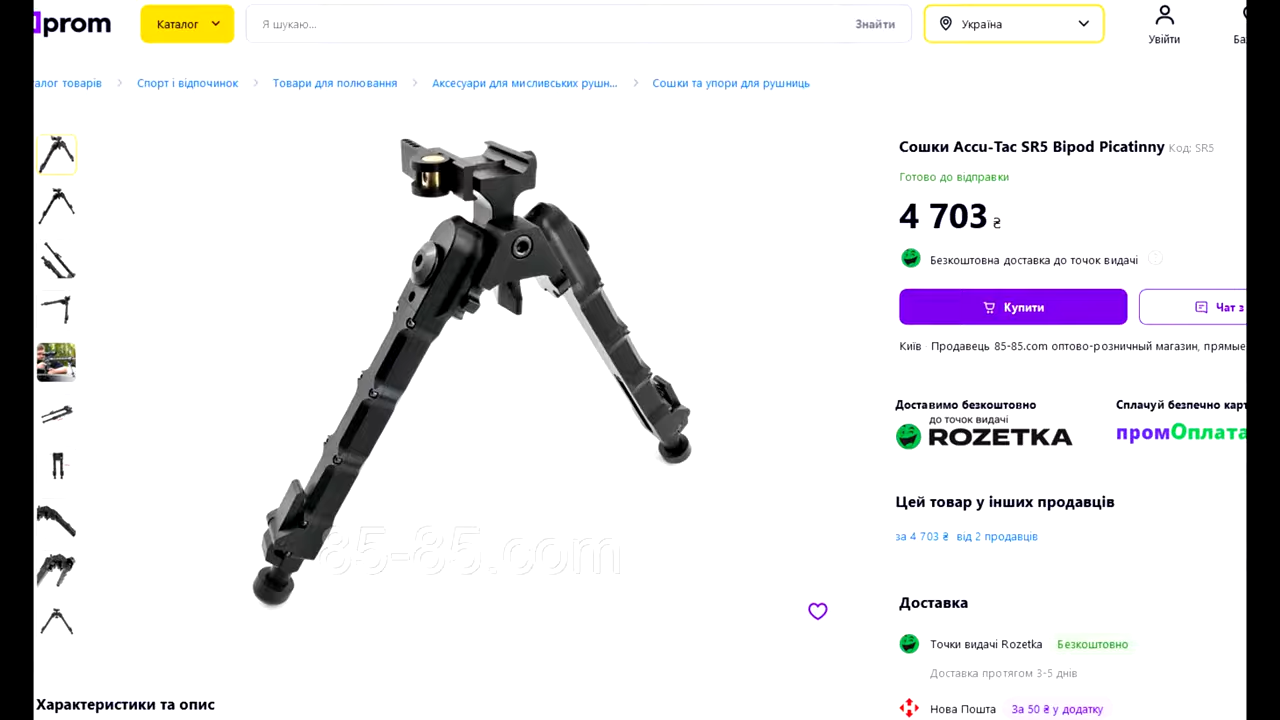 prom
Каталог
Я шукаю...
Знайти
Україна
Увійти
алог товарів
Спорт і відпочинок
Товари для полювання
Аксесуари для мисливських рушн...
Сошки та упори для рушниць
Сошки Accu-Tac SR5 Bipod Picatinny Код: SR5
Готово до відправки
4 703 ₴
Безкоштовна доставка до точок видачі
Купити
Чат з
Київ · Продавець 85-85.com оптово-розничный магазин, прямые
Доставимо безкоштовно
до точок видачі
ROZETKA
Сплачуй безпечно карт
промОплата
Цей товар у інших продавців
за 4 703 ₴ від 2 продавців
85-85.com
Доставка
Точки видачі Rozetka Безкоштовно
Доставка протягом 3-5 днів
Нова Пошта За 50 ₴ у додатку
Характеристики та опис